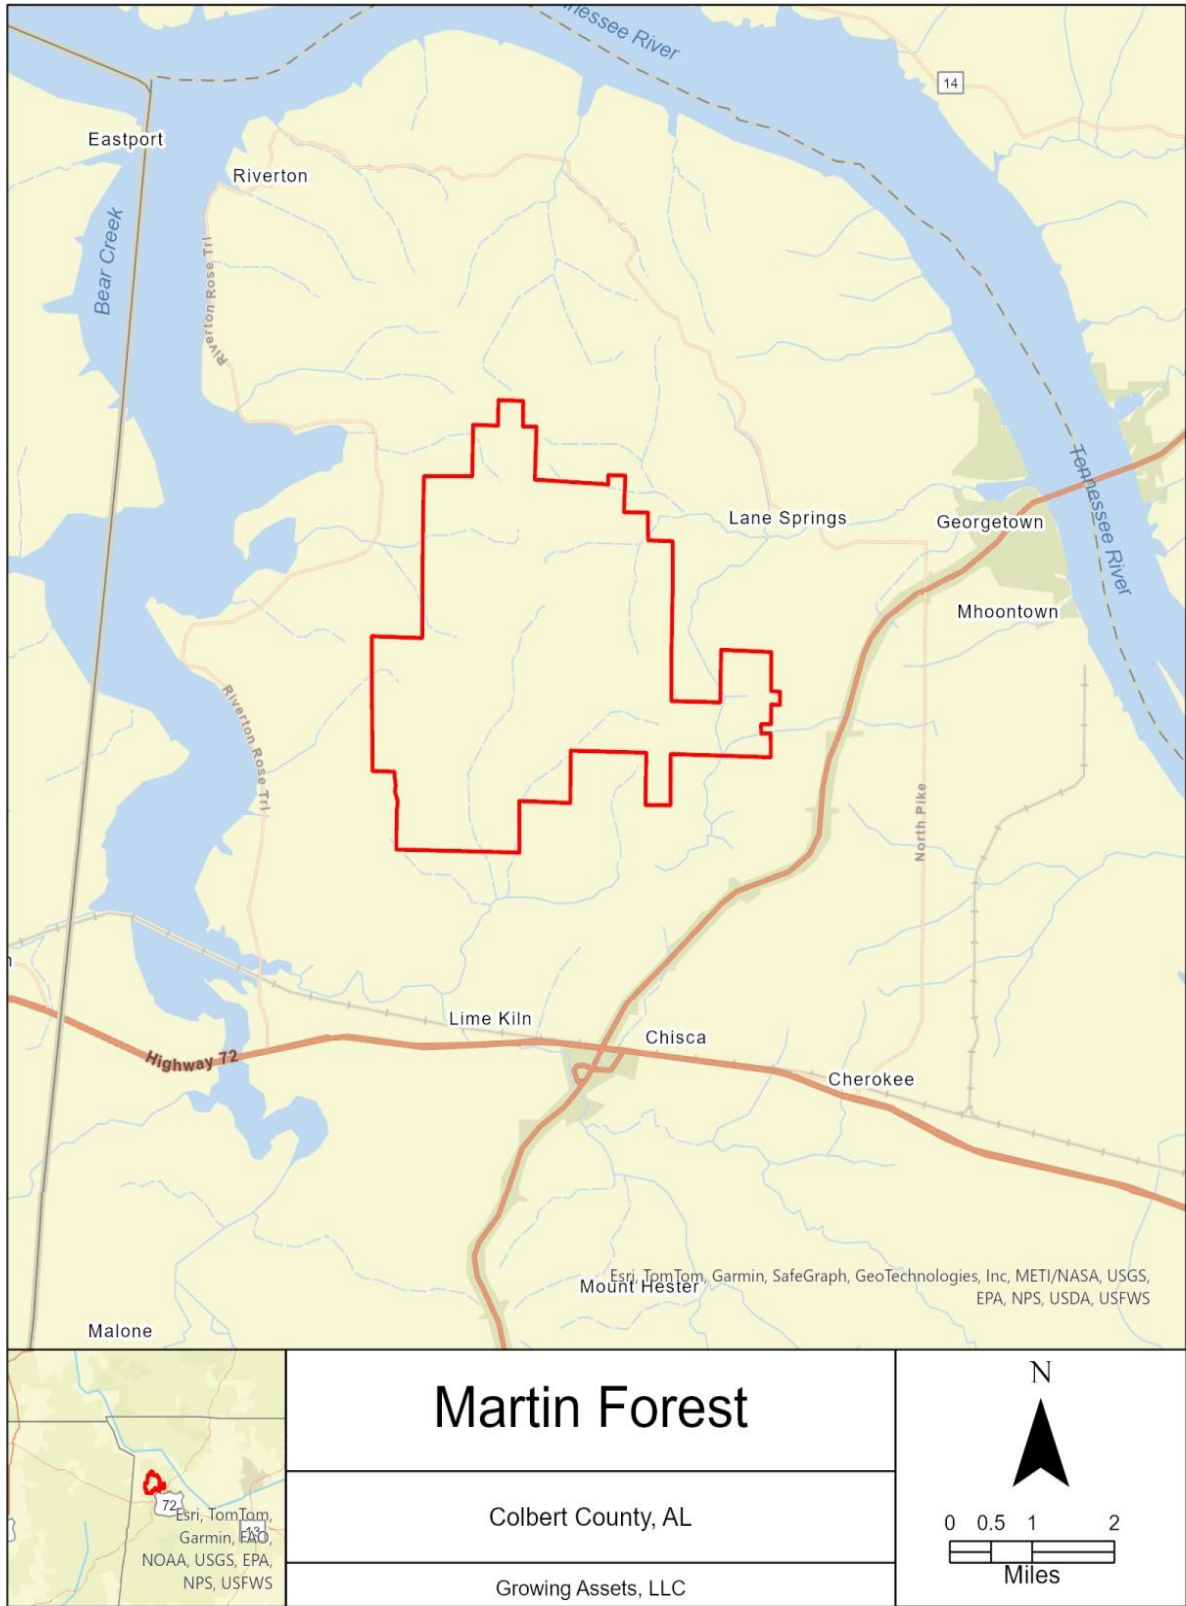 Tennessee River
14
Eastport
Riverton
Bear Creek
Riverton Rose Trl
Lane Springs
Georgetown
Tennessee River
Mhoontown
Riverton Rose Trl
North Pike
Lime Kiln
Chisca
Highway 72
Cherokee
Mount Hester
Esri, TomTom, Garmin, SafeGraph, GeoTechnologies, Inc, METI/NASA, USGS,
EPA, NPS, USDA, USFWS
Malone
72
13
Esri, TomTom,
Garmin, FAO,
NOAA, USGS, EPA,
NPS, USFWS
Martin Forest
Colbert County, AL
Growing Assets, LLC
N
0 0.5 1 2
Miles